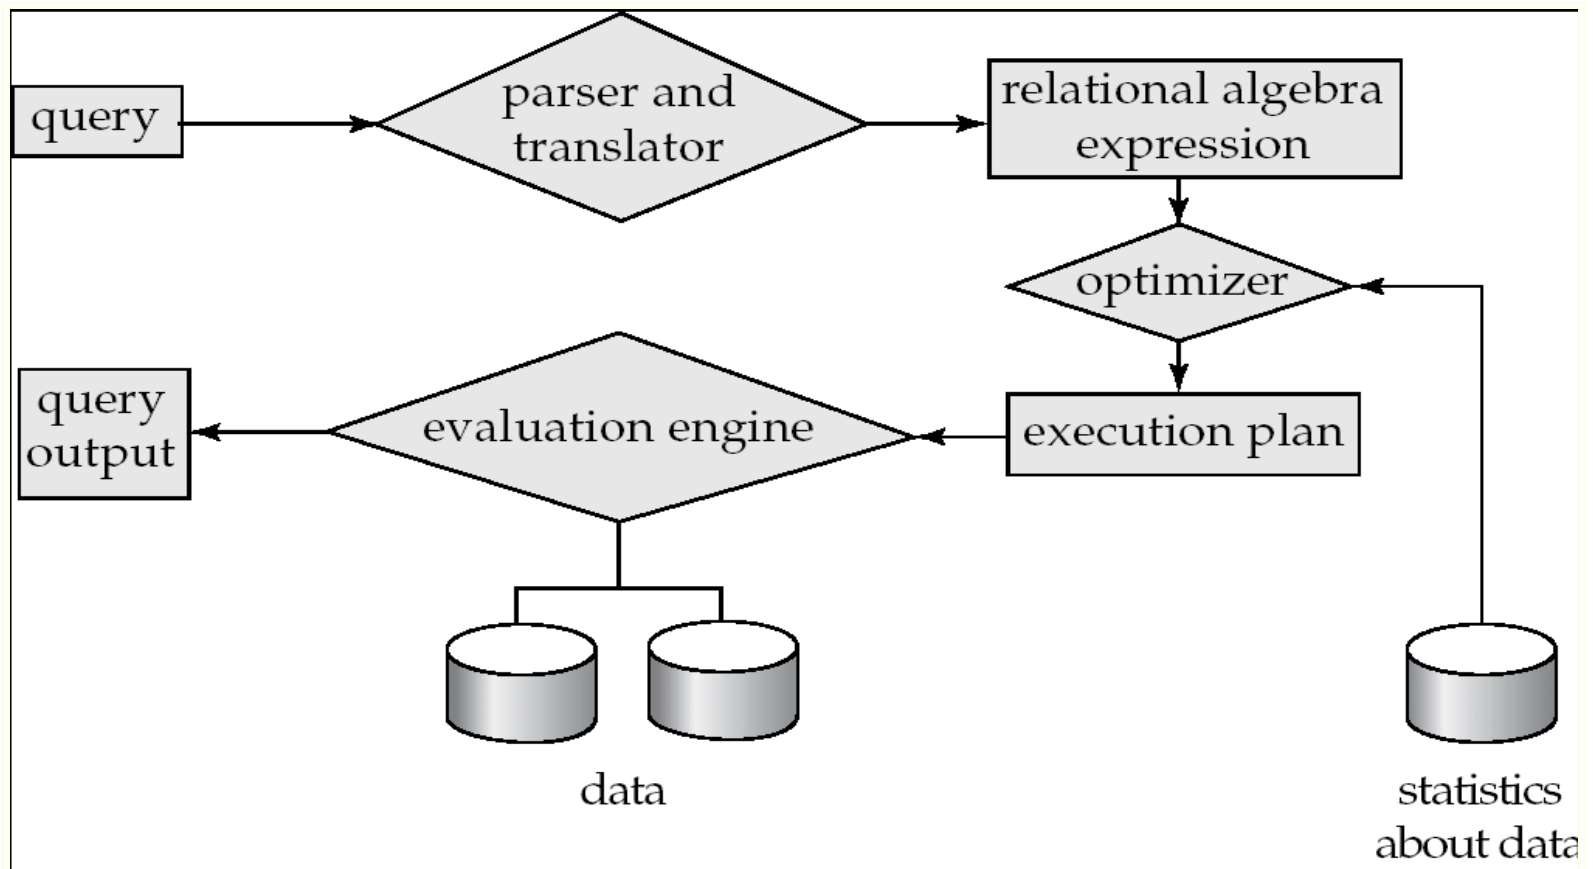 query
parser and
translator
relational algebra
expression
optimizer
query
output
evaluation engine
execution plan
data
statistics
about data